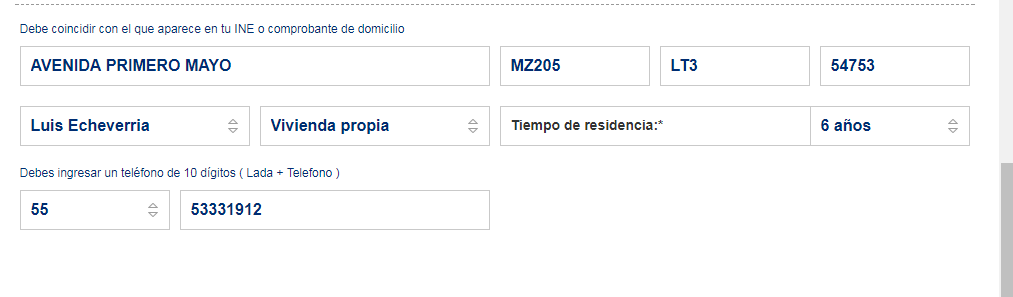 Debe coincidir con el que aparece en tu INE o comprobante de domicilio
AVENIDA PRIMERO MAYO MZ205 LT3 54753
Luis Echeverria Vivienda propia Tiempo de residencia:* 6 años
Debes ingresar un teléfono de 10 dígitos ( Lada + Telefono )
55 53331912